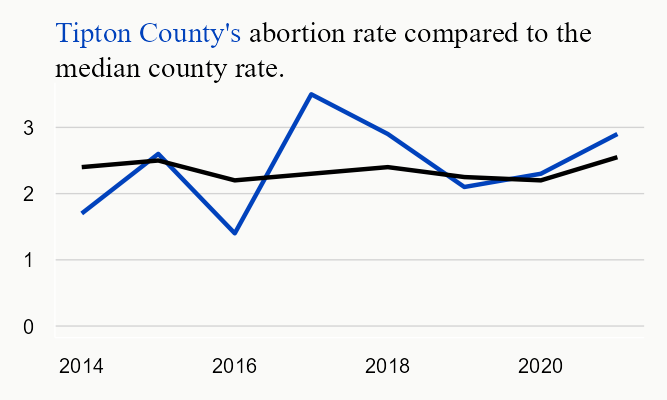 Tipton County's abortion rate compared to the
median county rate.
3
2
1
0
2014 2016 2018 2020